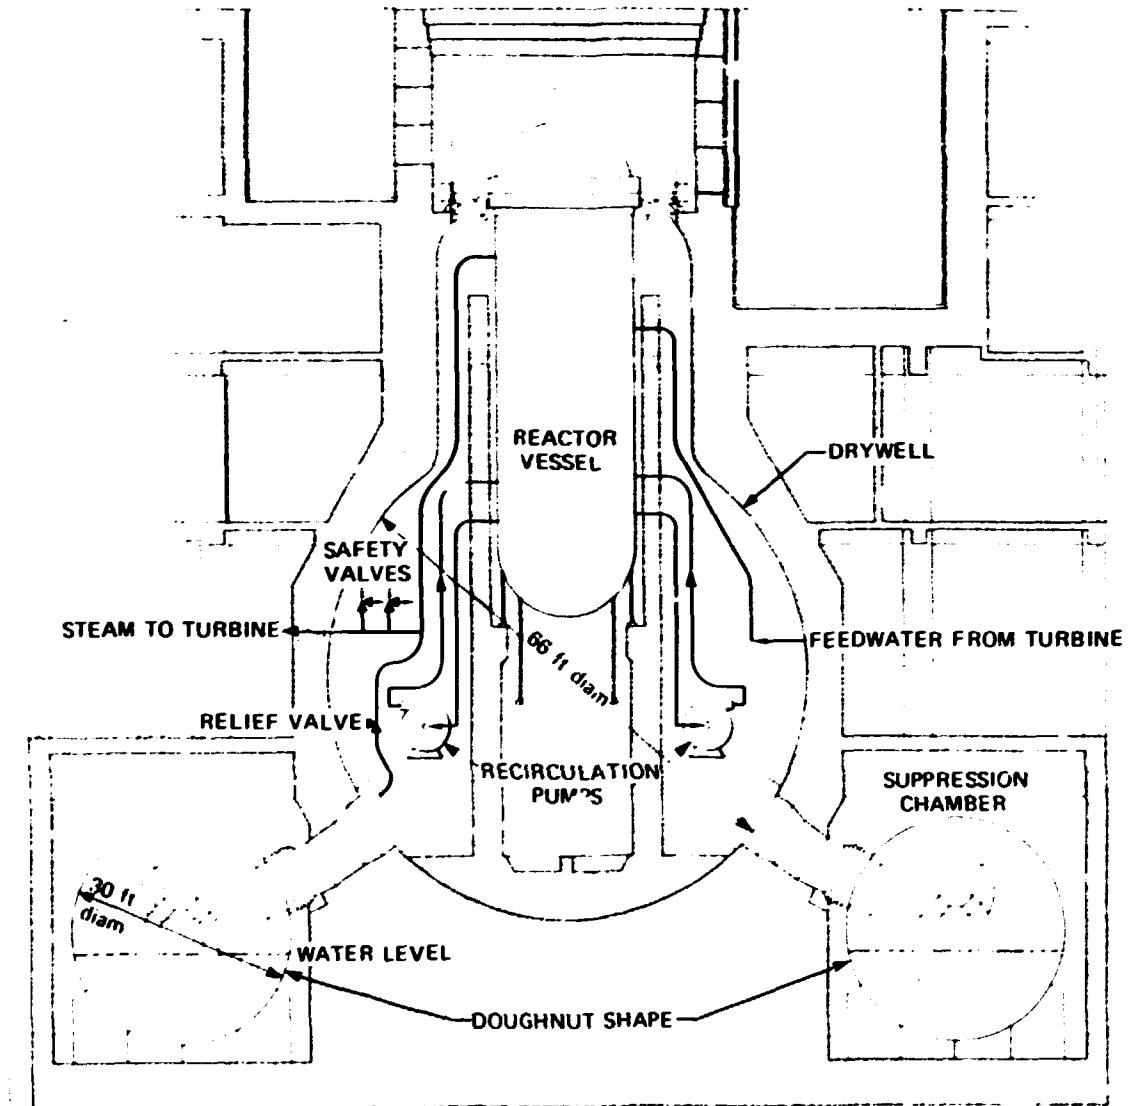 REACTOR
VESSEL
DRYWELL
SAFETY
VALVES
STEAM TO TURBINE
FEEDWATER FROM TURBINE
66 ft diam
RELIEF VALVE
RECIRCULATION
PUMPS
SUPPRESSION
CHAMBER
30 ft
diam
WATER LEVEL
DOUGHNUT SHAPE